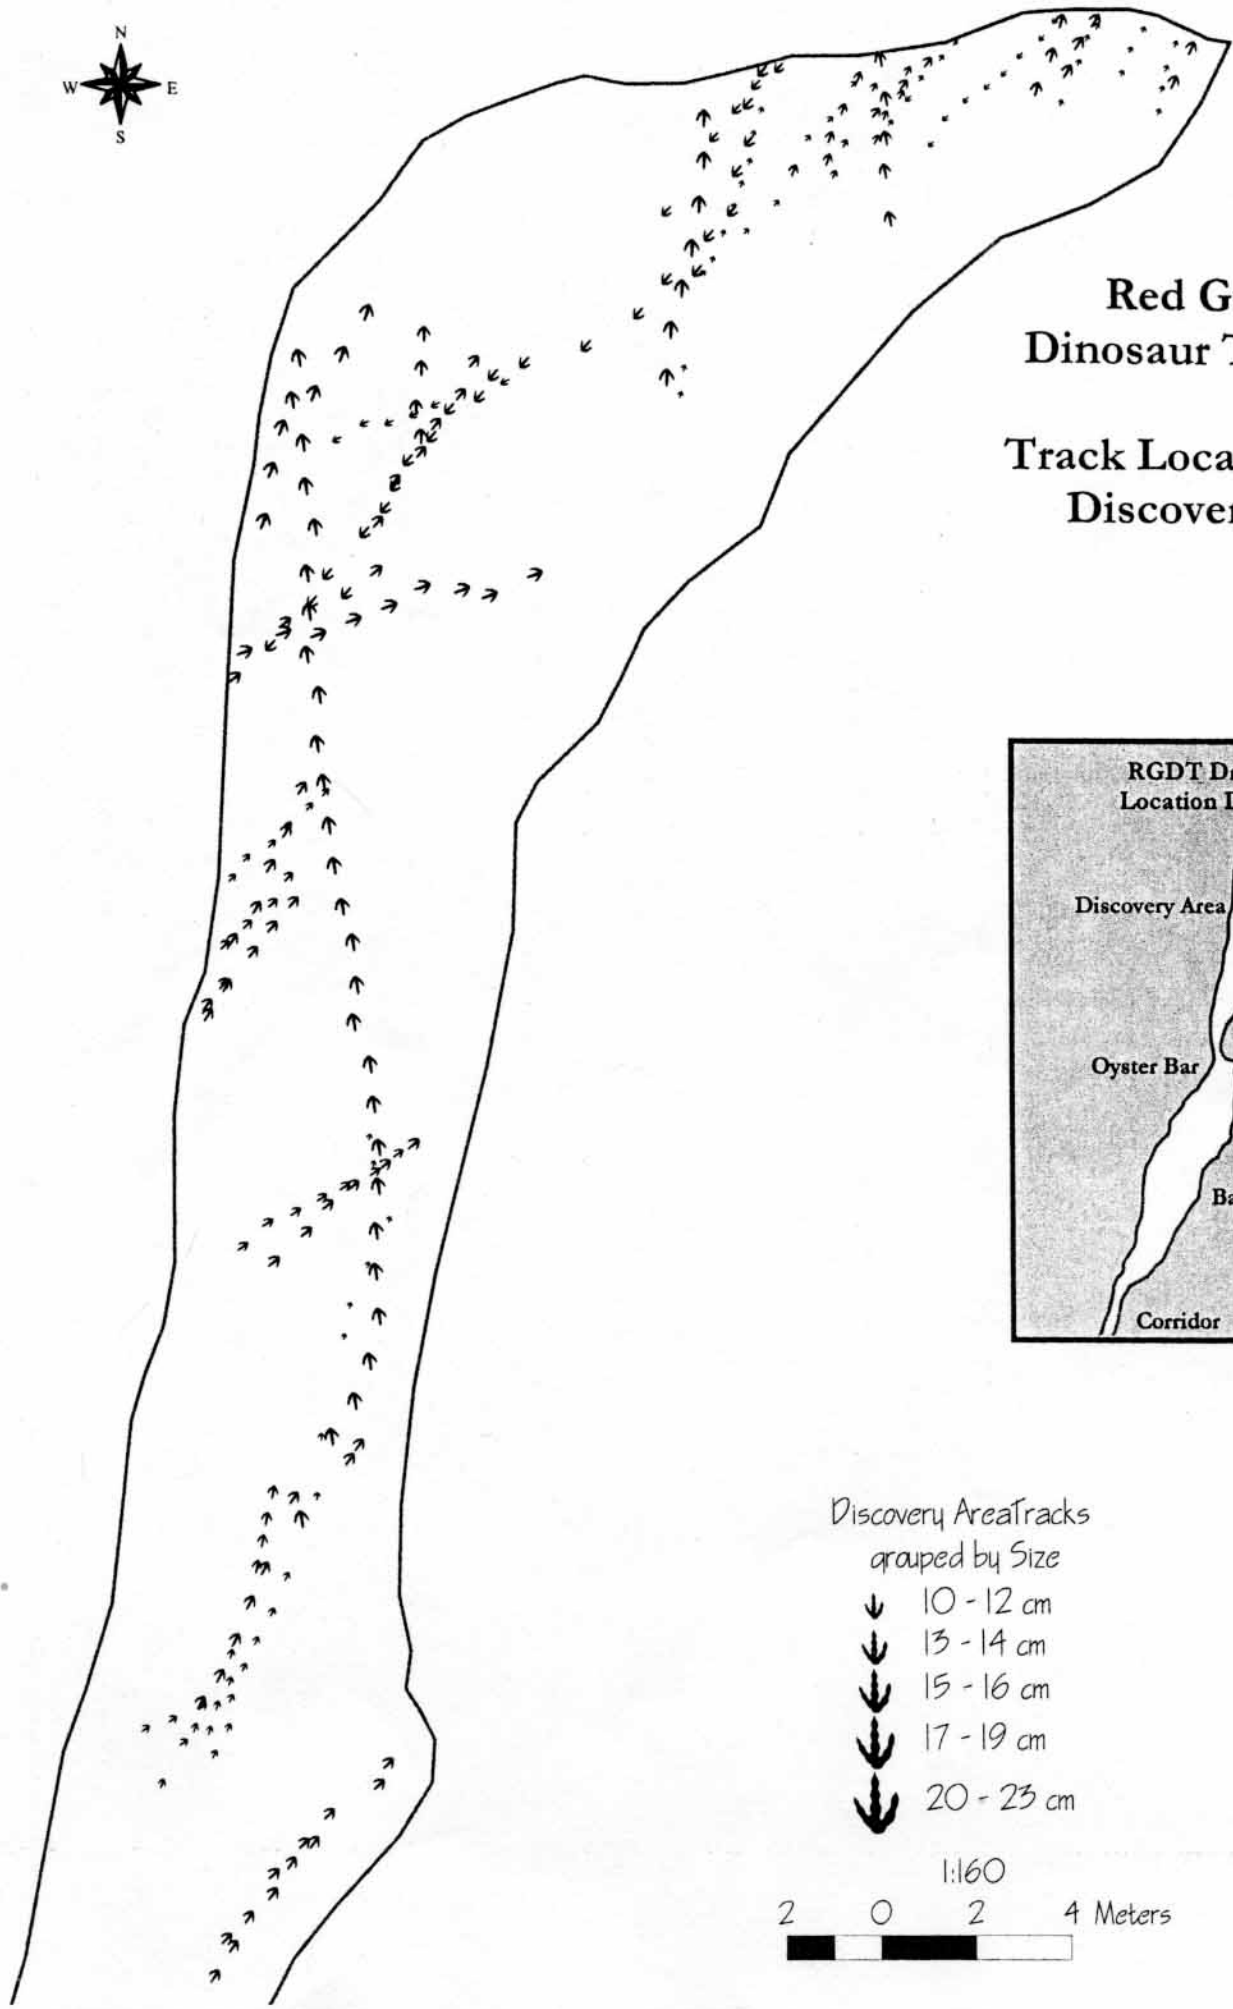 N
W E
S
Red G
Dinosaur T
Track Loca
Discover
RGDT Dr
Location I
Discovery Area
Oyster Bar
Ba
Corridor
Discovery AreaTracks
grouped by Size
10 - 12 cm
13 - 14 cm
15 - 16 cm
17 - 19 cm
20 - 23 cm
1:160
2 0 2 4 Meters